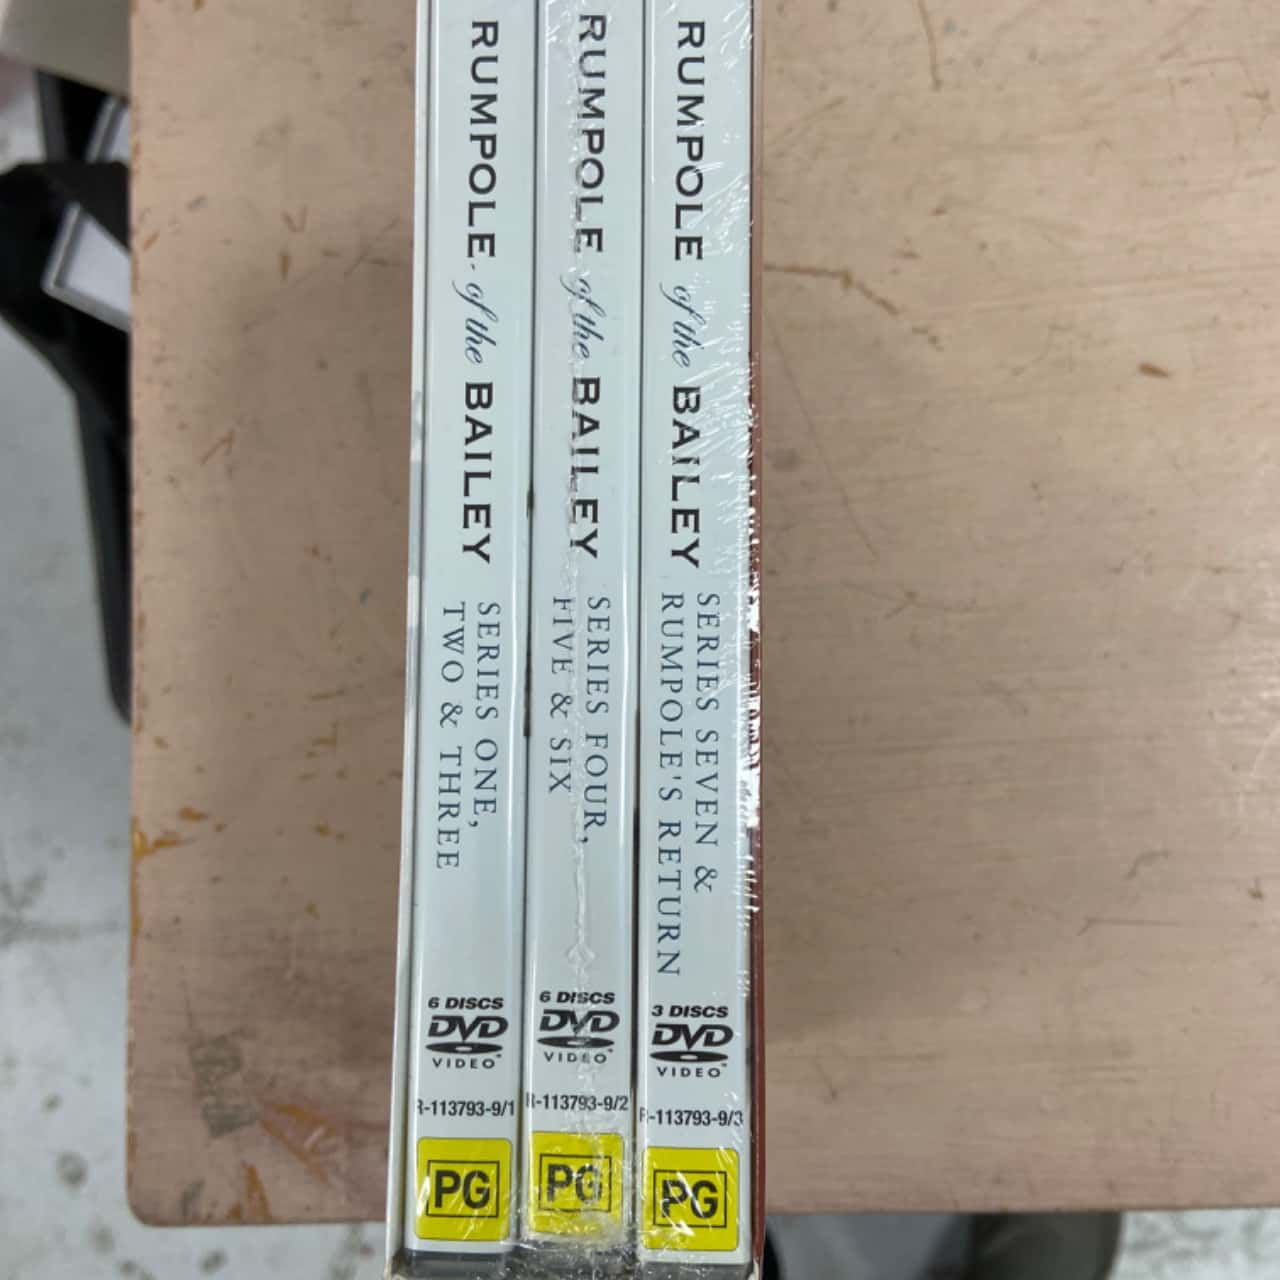 RUMPOLE of the BAILEY
SERIES ONE,
TWO & THREE
6 DISCS
DVD
VIDEO
R-113793-9/1
PG
RUMPOLE of the BAILEY
SERIES FOUR,
FIVE & SIX
6 DISCS
DVD
VIDEO
R-113793-9/2
PG
RUMPOLE of the BAILEY
SERIES SEVEN &
RUMPOLE'S RETURN
3 DISCS
DVD
VIDEO
R-113793-9/3
PG